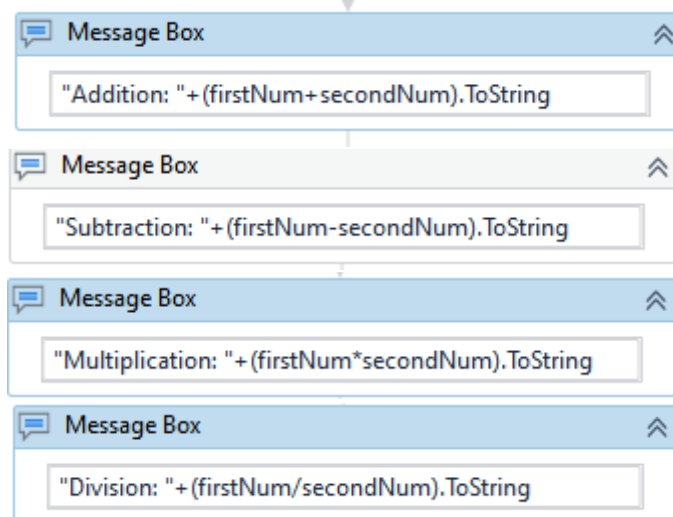 Message Box
"Addition: "+(firstNum+secondNum).ToString
Message Box
"Subtraction: "+(firstNum-secondNum).ToString
Message Box
"Multiplication: "+(firstNum*secondNum).ToString
Message Box
"Division: "+(firstNum/secondNum).ToString